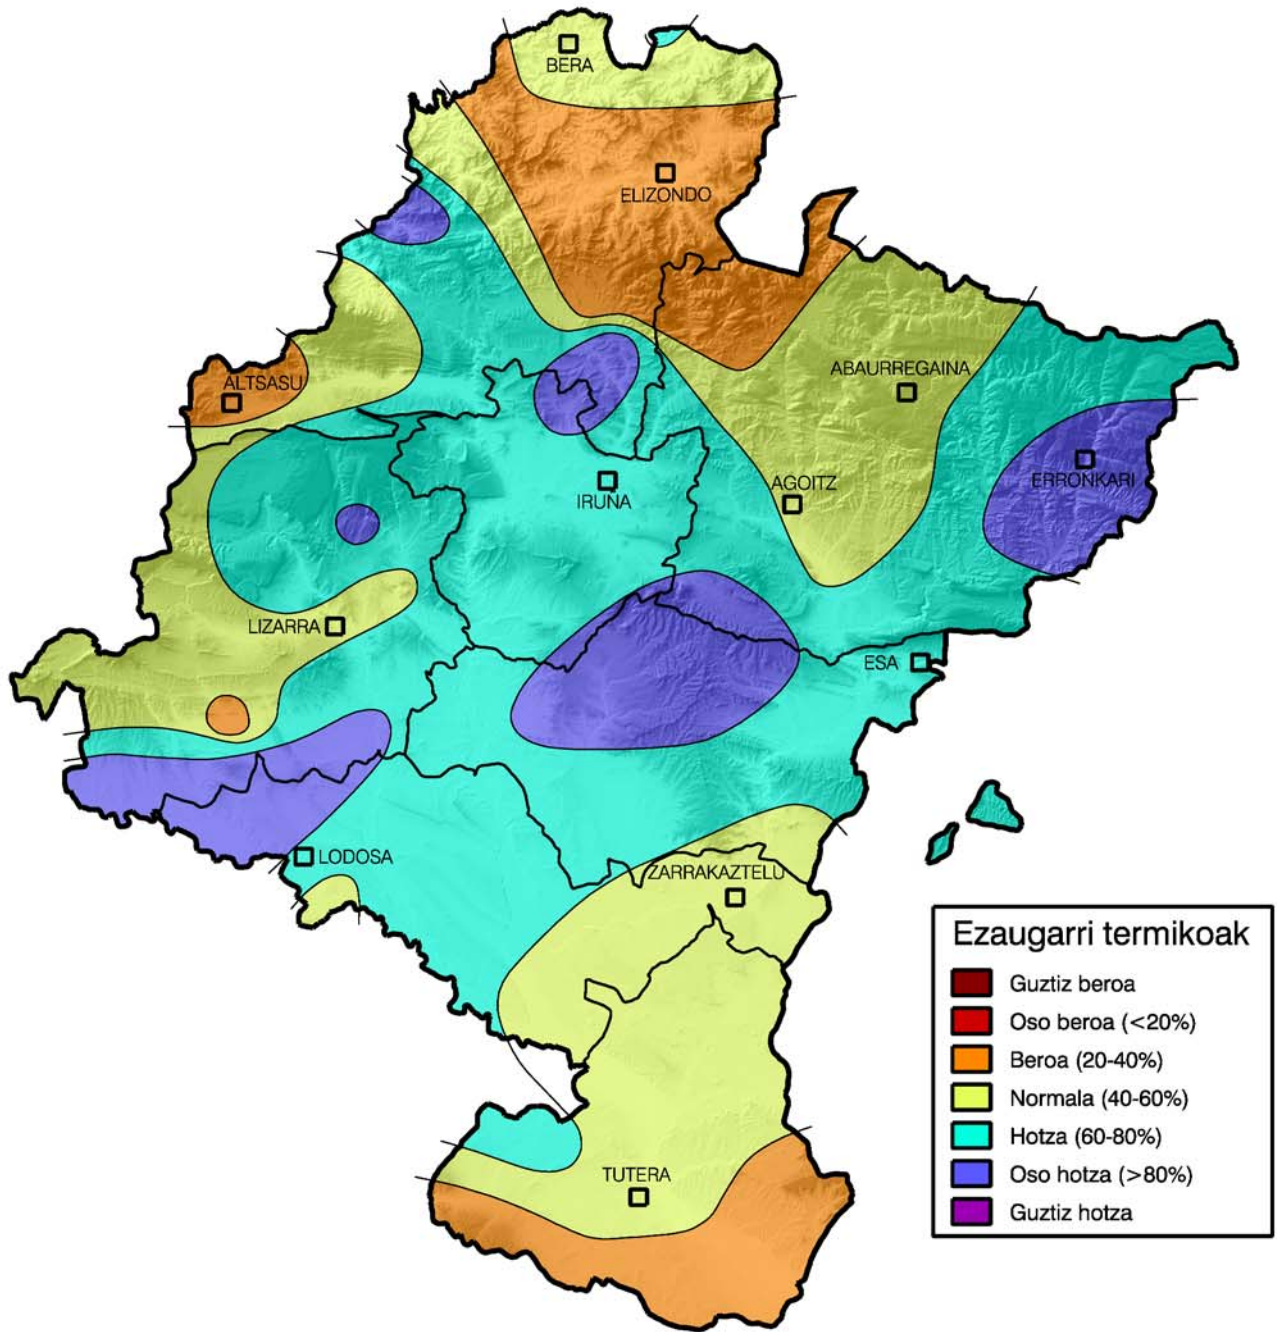 BERA
ELIZONDO
ALTSASU
ABAURREGAINA
ERRONKARI
IRUÑA
AGOITZ
LIZARRA
ESA
LODOSA
ZARRAKAZTELU
TUTERA
Ezaugarri termikoak
Guztiz beroa
Oso beroa (<20%)
Beroa (20-40%)
Normala (40-60%)
Hotza (60-80%)
Oso hotza (>80%)
Guztiz hotza